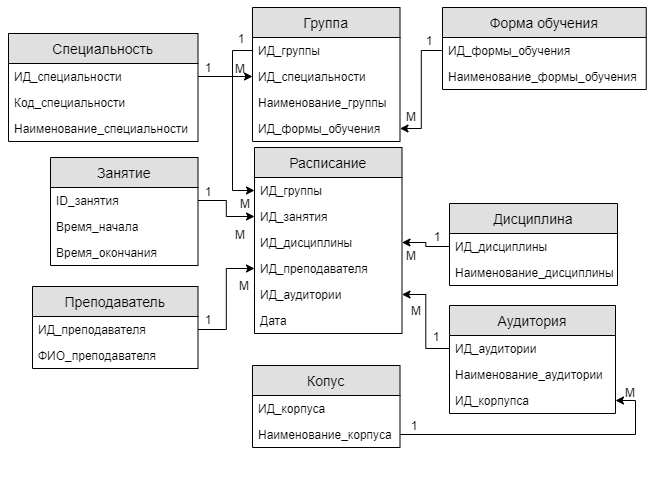 Специальность
ИД_специальности
Код_специальности
Наименование_специальности
1
М
Группа
ИД_группы
ИД_специальности
Наименование_группы
ИД_формы_обучения
1
М
1
Форма обучения
ИД_формы_обучения
Наименование_формы_обучения
Занятие
ID_занятия
Время_начала
Время_окончания
1
М
М
Расписание
ИД_группы
ИД_занятия
ИД_дисциплины
ИД_преподавателя
ИД_аудитории
Дата
М
1
Дисциплина
ИД_дисциплины
Наименование_дисциплины
Преподаватель
ИД_преподавателя
ФИО_преподавателя
1
М
М
1
Аудитория
ИД_аудитории
Наименование_аудитории
ИД_корпупса
М
Копус
ИД_корпуса
Наименование_корпуса
1